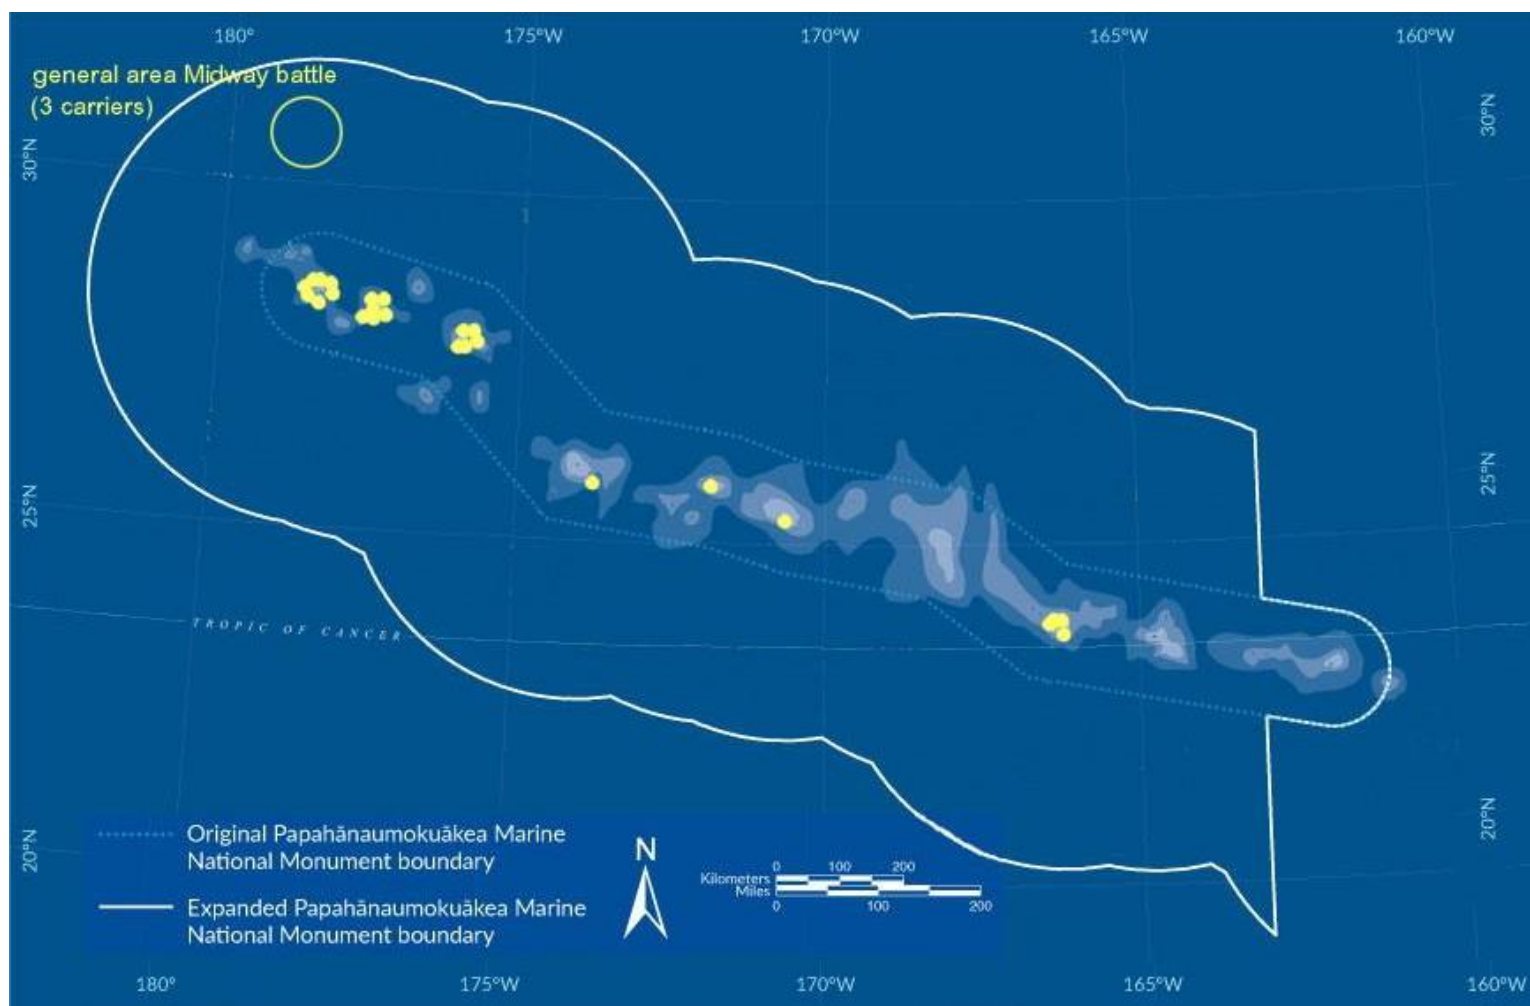 180° 175°W 170°W 165°W 160°W
general area Midway battle
(3 carriers)
30°N
30°N
25°N
25°N
TROPIC OF CANCER
20°N
20°N
Original Papahānaumokuākea Marine
National Monument boundary
Expanded Papahānaumokuākea Marine
National Monument boundary
N
0 100 200
Kilometers
Miles
0 100 200
180° 175°W 170°W 165°W 160°W